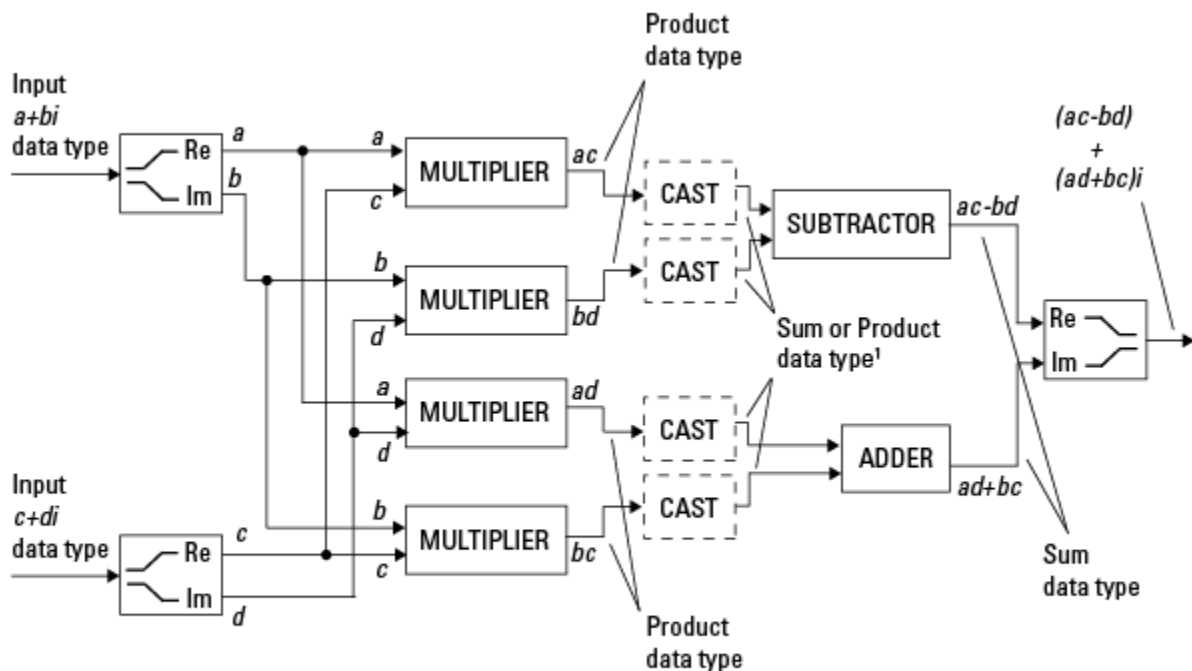 Product
data type
Input
a+bi
data type
Re
Im
a
b
a
c
MULTIPLIER
ac
CAST
SUBTRACTOR
ac-bd
(ac-bd)
+
(ad+bc)i
b
d
MULTIPLIER
bd
CAST
Sum or Product
data type¹
Re
Im
a
d
MULTIPLIER
ad
CAST
ADDER
ad+bc
Input
c+di
data type
Re
Im
c
d
b
c
MULTIPLIER
bc
CAST
Sum
data type
Product
data type